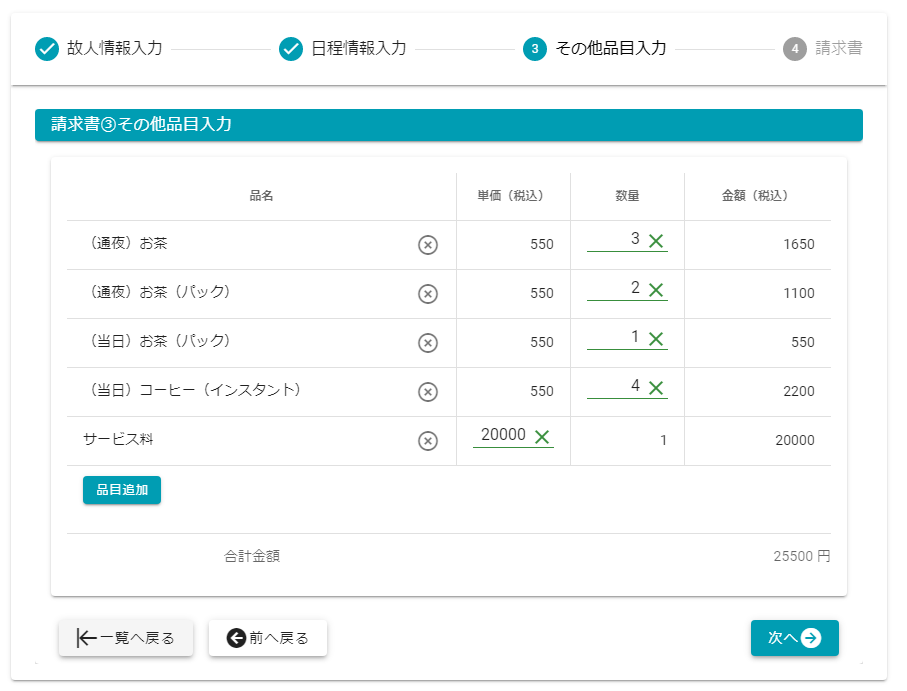 故人情報入力 日程情報入力 3 その他品目入力 4 請求書
請求書③その他品目入力
品名 単価（税込） 数量 金額（税込）
（通夜）お茶 550 3 1650
（通夜）お茶（パック） 550 2 1100
（当日）お茶（パック） 550 1 550
（当日）コーヒー（インスタント） 550 4 2200
サービス料 20000 1 20000
品目追加
合計金額 25500 円
一覧へ戻る 前へ戻る 次へ